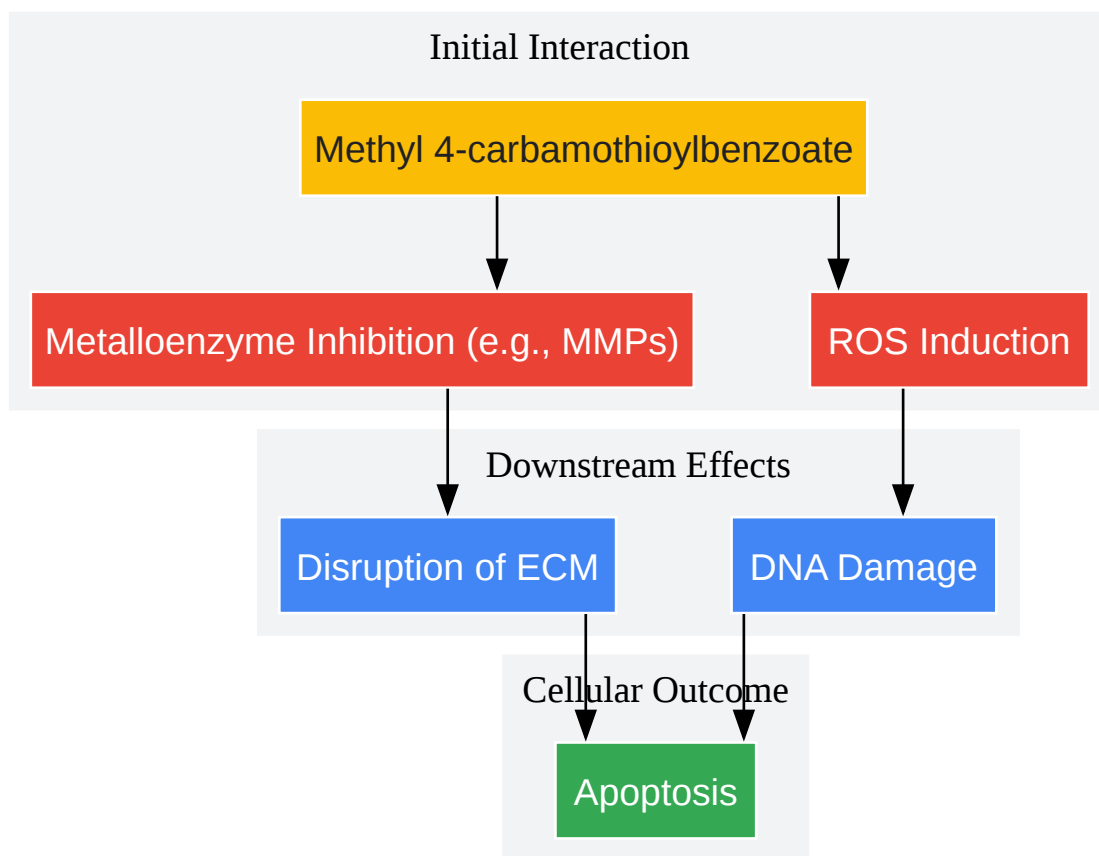 Initial Interaction
Methyl 4-carbamothioylbenzoate
Metalloenzyme Inhibition (e.g., MMPs)
ROS Induction
Downstream Effects
Disruption of ECM
DNA Damage
Cellular Outcome
Apoptosis